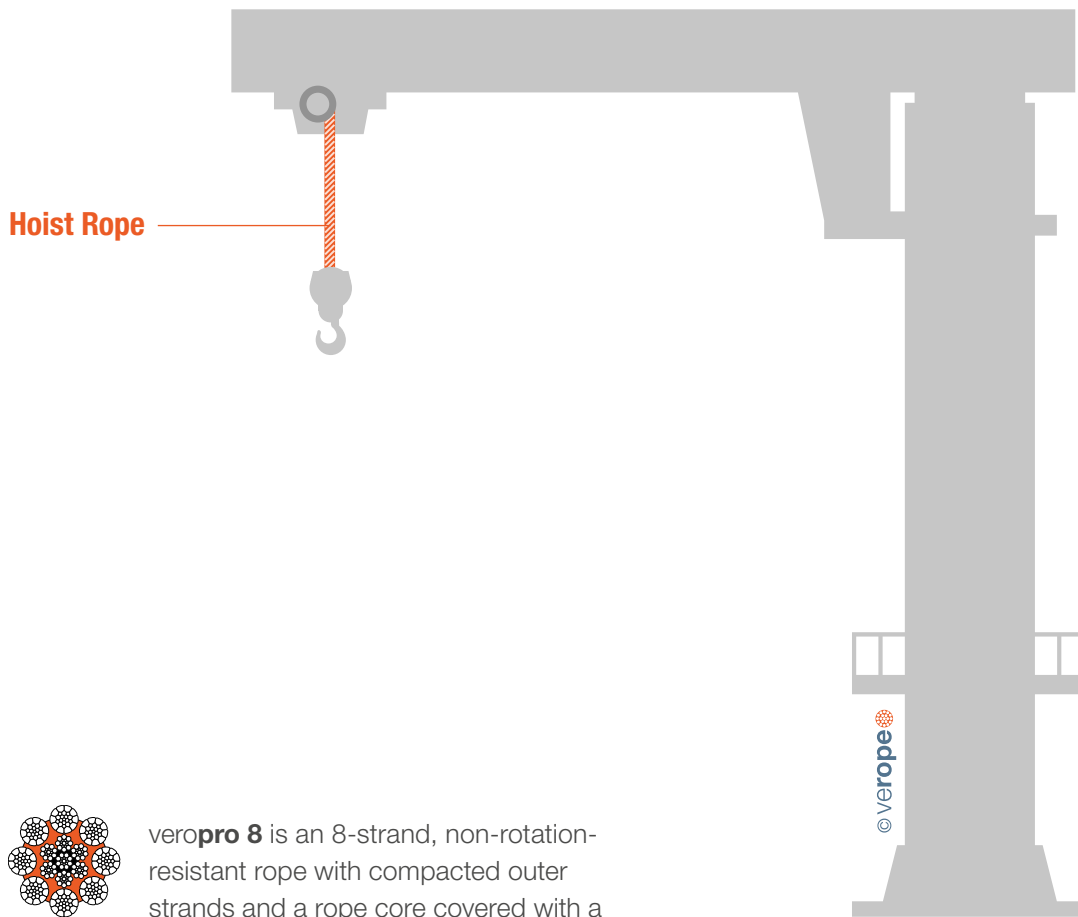 Hoist Rope
© verope
veropro 8 is an 8-strand, non-rotation-
resistant rope with compacted outer
strands and a rope core covered with a